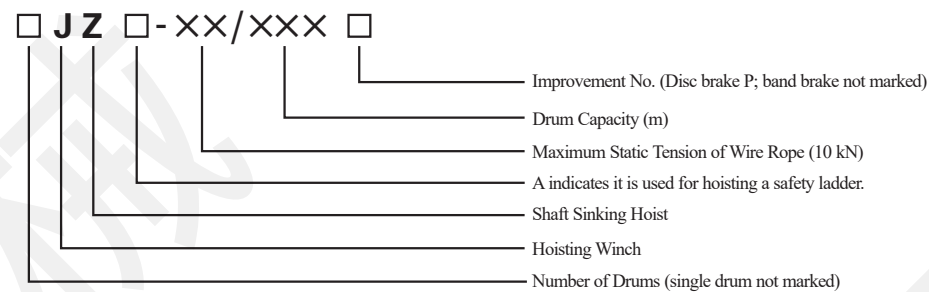 □ J Z □ - ××/××× □
Improvement No. (Disc brake P; band brake not marked)
Drum Capacity (m)
Maximum Static Tension of Wire Rope (10 kN)
A indicates it is used for hoisting a safety ladder.
Shaft Sinking Hoist
Hoisting Winch
Number of Drums (single drum not marked)